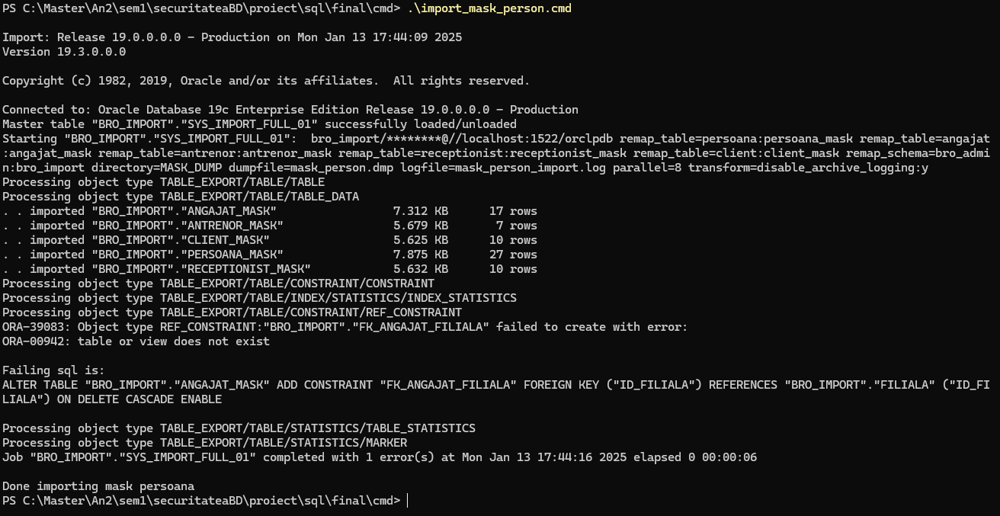 PS C:\Master\An2\sem1\securitateaBD\proiect\sql\final\cmd> .\import_mask_person.cmd
Import: Release 19.0.0.0.0 - Production on Mon Jan 13 17:44:09 2025
Version 19.3.0.0.0
Copyright (c) 1982, 2019, Oracle and/or its affiliates.  All rights reserved.
Connected to: Oracle Database 19c Enterprise Edition Release 19.0.0.0.0 - Production
Master table "BRO_IMPORT"."SYS_IMPORT_FULL_01" successfully loaded/unloaded
Starting "BRO_IMPORT"."SYS_IMPORT_FULL_01":  bro_import/********@//localhost:1522/orclpdb remap_table=persoana:persoana_mask remap_table=angajat
:angajat_mask remap_table=antrenor:antrenor_mask remap_table=receptionist:receptionist_mask remap_table=client:client_mask remap_schema=bro_admi
n:bro_import directory=MASK_DUMP dumpfile=mask_person.dmp logfile=mask_person_import.log parallel=8 transform=disable_archive_logging:y
Processing object type TABLE_EXPORT/TABLE/TABLE
Processing object type TABLE_EXPORT/TABLE/TABLE_DATA
. . imported "BRO_IMPORT"."ANGAJAT_MASK"                 7.312 KB      17 rows
. . imported "BRO_IMPORT"."ANTRENOR_MASK"                5.679 KB       7 rows
. . imported "BRO_IMPORT"."CLIENT_MASK"                  5.625 KB      10 rows
. . imported "BRO_IMPORT"."PERSOANA_MASK"                7.875 KB      27 rows
. . imported "BRO_IMPORT"."RECEPTIONIST_MASK"            5.632 KB      10 rows
Processing object type TABLE_EXPORT/TABLE/CONSTRAINT/CONSTRAINT
Processing object type TABLE_EXPORT/TABLE/INDEX/STATISTICS/INDEX_STATISTICS
Processing object type TABLE_EXPORT/TABLE/CONSTRAINT/REF_CONSTRAINT
ORA-39083: Object type REF_CONSTRAINT:"BRO_IMPORT"."FK_ANGAJAT_FILIALA" failed to create with error:
ORA-00942: table or view does not exist
Failing sql is:
ALTER TABLE "BRO_IMPORT"."ANGAJAT_MASK" ADD CONSTRAINT "FK_ANGAJAT_FILIALA" FOREIGN KEY ("ID_FILIALA") REFERENCES "BRO_IMPORT"."FILIALA" ("ID_FI
LIALA") ON DELETE CASCADE ENABLE
Processing object type TABLE_EXPORT/TABLE/STATISTICS/TABLE_STATISTICS
Processing object type TABLE_EXPORT/TABLE/STATISTICS/MARKER
Job "BRO_IMPORT"."SYS_IMPORT_FULL_01" completed with 1 error(s) at Mon Jan 13 17:44:16 2025 elapsed 0 00:00:06
Done importing mask persoana
PS C:\Master\An2\sem1\securitateaBD\proiect\sql\final\cmd>